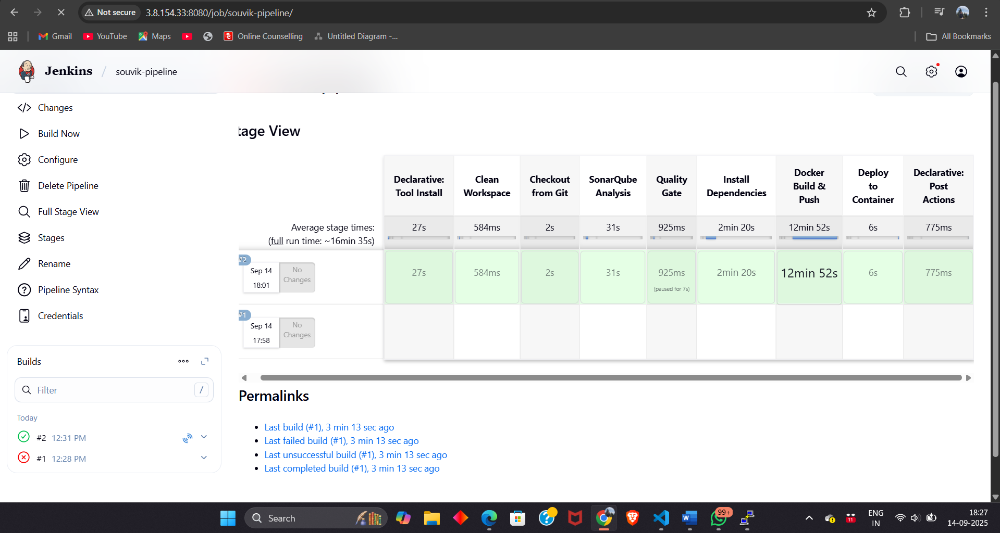 Not secure
3.8.154.33:8080/job/souvik-pipeline/
Gmail
YouTube
Maps
Online Counselling
Untitled Diagram -...
All Bookmarks
Jenkins / souvik-pipeline
Changes
Build Now
Configure
Delete Pipeline
Full Stage View
Stages
Rename
Pipeline Syntax
Credentials
Builds
Filter
/
Today
#2 12:31 PM
#1 12:28 PM
tage View
Declarative:
Tool Install
Clean
Workspace
Checkout
from Git
SonarQube
Analysis
Quality
Gate
Install
Dependencies
Docker
Build &
Push
Deploy
to
Container
Declarative:
Post
Actions
Average stage times:
(full run time: ~16min 35s)
27s
584ms
2s
31s
925ms
2min 20s
12min 52s
6s
775ms
#2
Sep 14
18:01
No
Changes
27s
584ms
2s
31s
925ms
(paused for 7s)
2min 20s
12min 52s
6s
775ms
#1
Sep 14
17:58
No
Changes
Permalinks
Last build (#1), 3 min 13 sec ago
Last failed build (#1), 3 min 13 sec ago
Last unsuccessful build (#1), 3 min 13 sec ago
Last completed build (#1), 3 min 13 sec ago
Search
99+
11
ENG
IN
18:27
14-09-2025